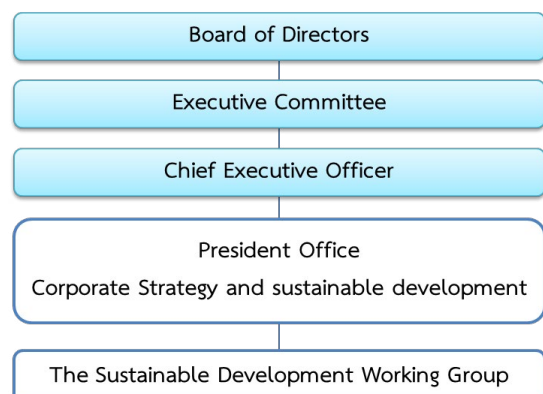 Board of Directors
Executive Committee
Chief Executive Officer
President Office
Corporate Strategy and sustainable development
The Sustainable Development Working Group